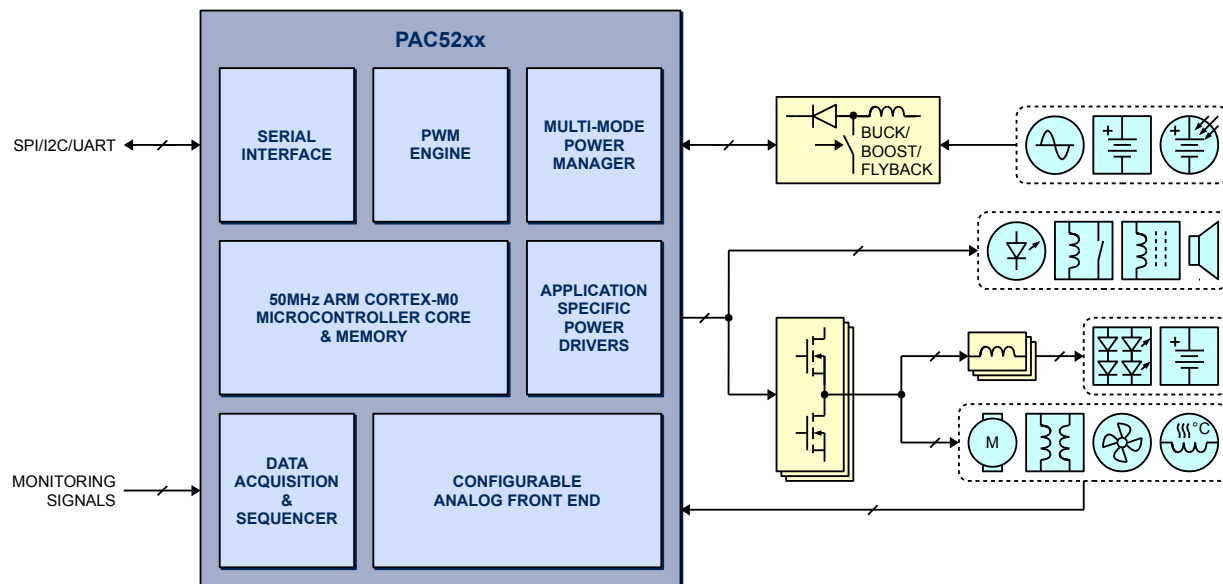 PAC52xx
SERIAL
INTERFACE
PWM
ENGINE
MULTI-MODE
POWER
MANAGER
SPI/I2C/UART
BUCK/
BOOST/
FLYBACK
+
+
50MHz ARM CORTEX-M0
MICROCONTROLLER CORE
& MEMORY
APPLICATION
SPECIFIC
POWER
DRIVERS
+
M
°C
MONITORING
SIGNALS
DATA
ACQUISITION
&
SEQUENCER
CONFIGURABLE
ANALOG FRONT END